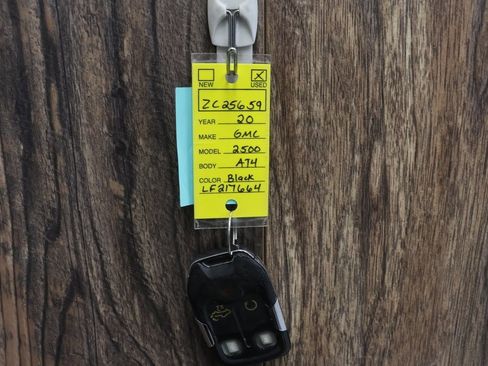 NEW X USED
ZC25659
YEAR 20
MAKE GMC
MODEL 2500
BODY AT4
COLOR Black
LF217664